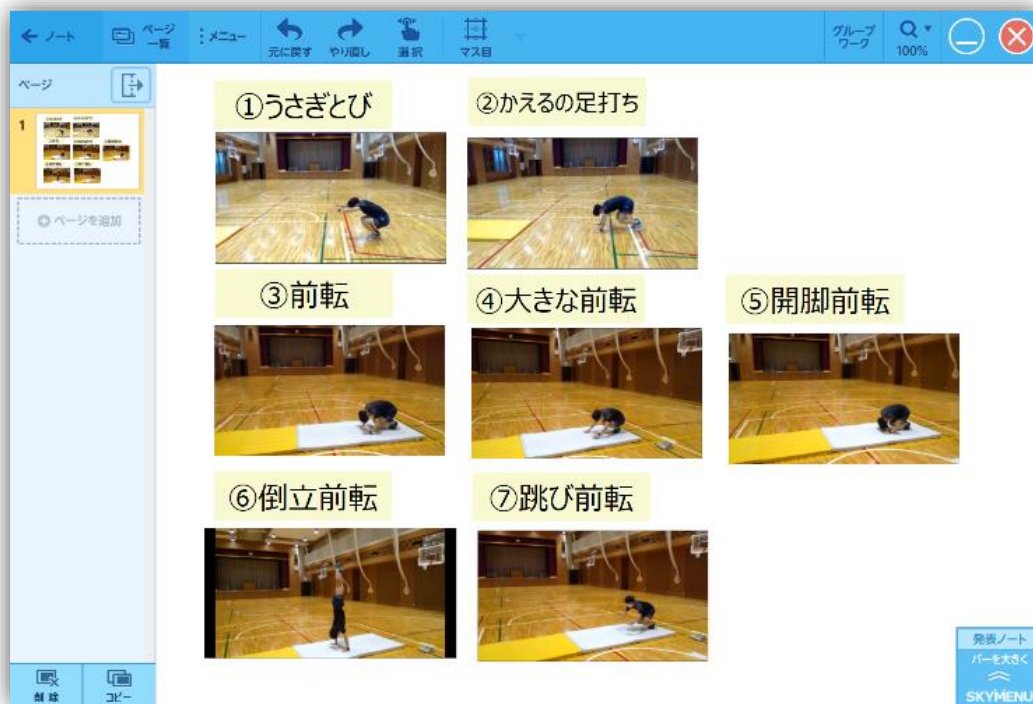 ノート
ページ
一覧
メニュー
元に戻す
やり直し
選択
マス目
グループ
ワーク
100%
ページ
1
ページを追加
①うさぎとび
②かえるの足打ち
③前転
④大きな前転
⑤開脚前転
⑥倒立前転
⑦跳び前転
削除
コピー
発表ノート
バーを大きく
SKYMENU